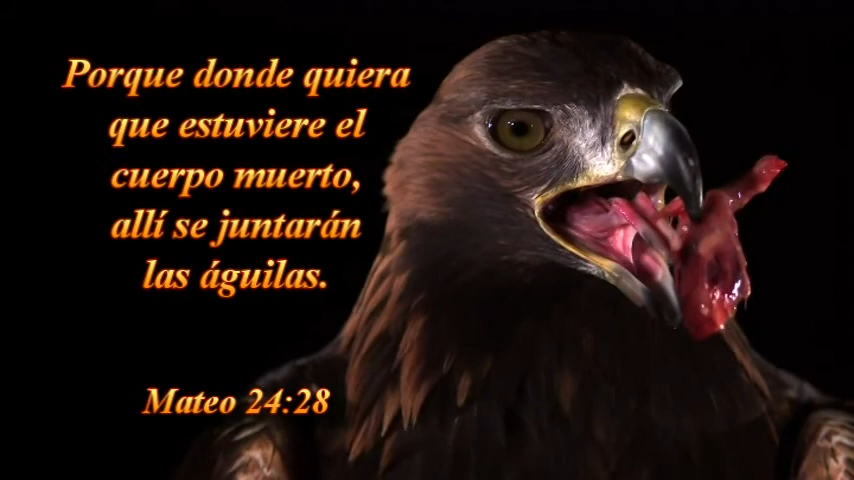 Porque donde quiera
que estuviere el
cuerpo muerto,
allí se juntarán
las águilas.
Mateo 24:28